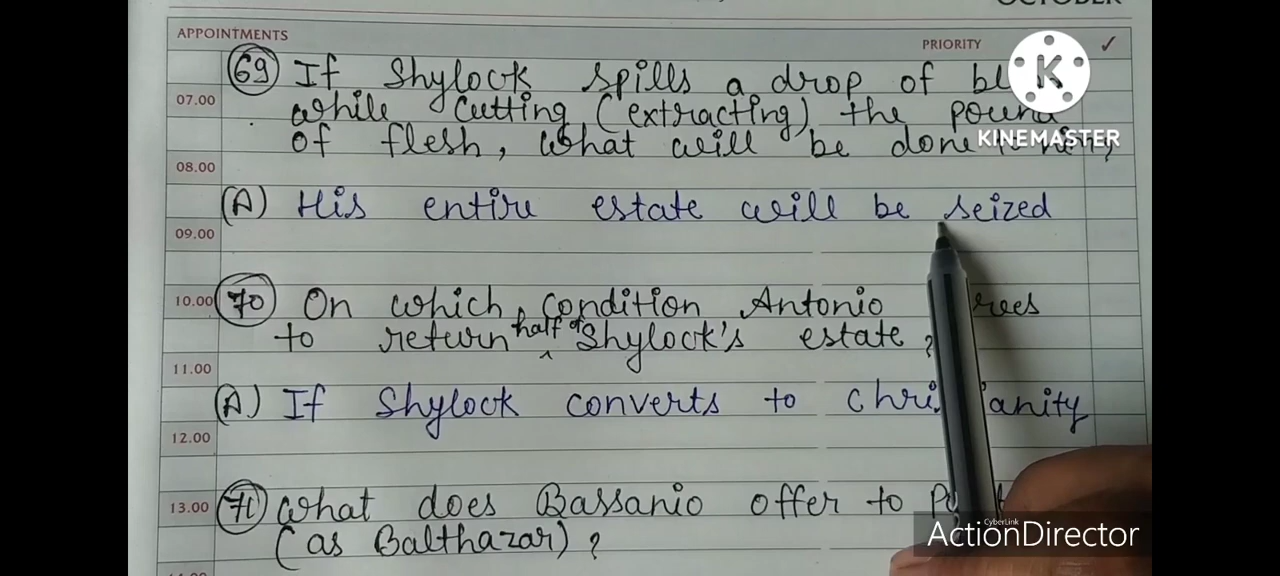 OCTOBER
APPOINTMENTS
PRIORITY ✓
69 If Shylock spills a drop of
07.00 while cutting (extracting) the pound
KINEMASTER
of flesh, what will be done
08.00
(A) His entire estate will be seized
09.00
10.00 70 On which condition Antonio
to return half of Shylock's estate ?
11.00
(A) If Shylock converts to
12.00
13.00 71 What does Bassanio offer to
(as Balthazar) ?
CyberLink
ActionDirector